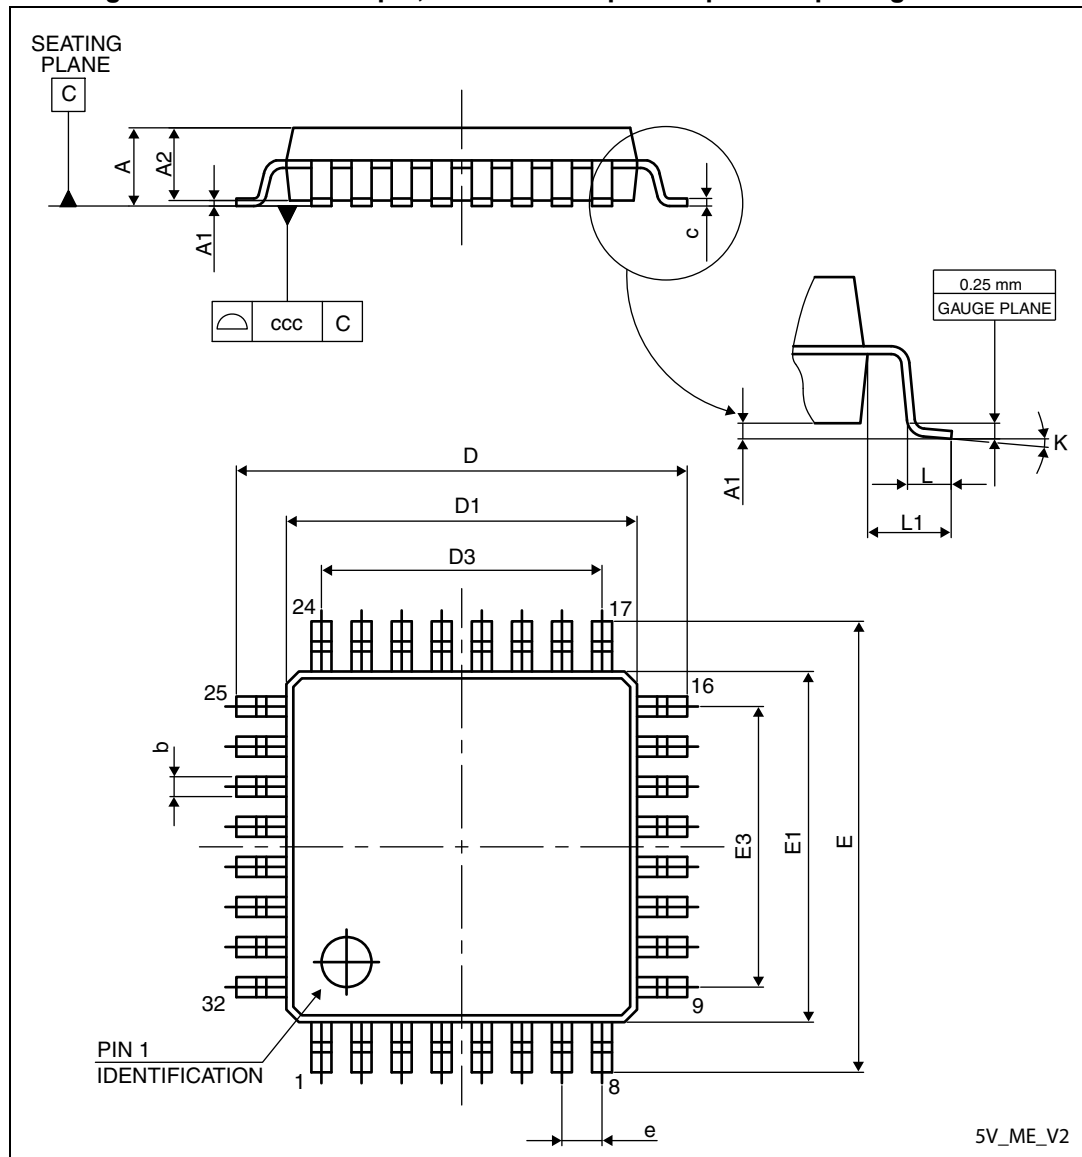 SEATING
PLANE
C
A
A2
A1
c
ccc
C
0.25 mm
GAUGE PLANE
A1
K
L
L1
D
D1
D3
24
17
25
16
b
E3
E1
E
32
9
PIN 1
IDENTIFICATION
1
8
e
5V_ME_V2